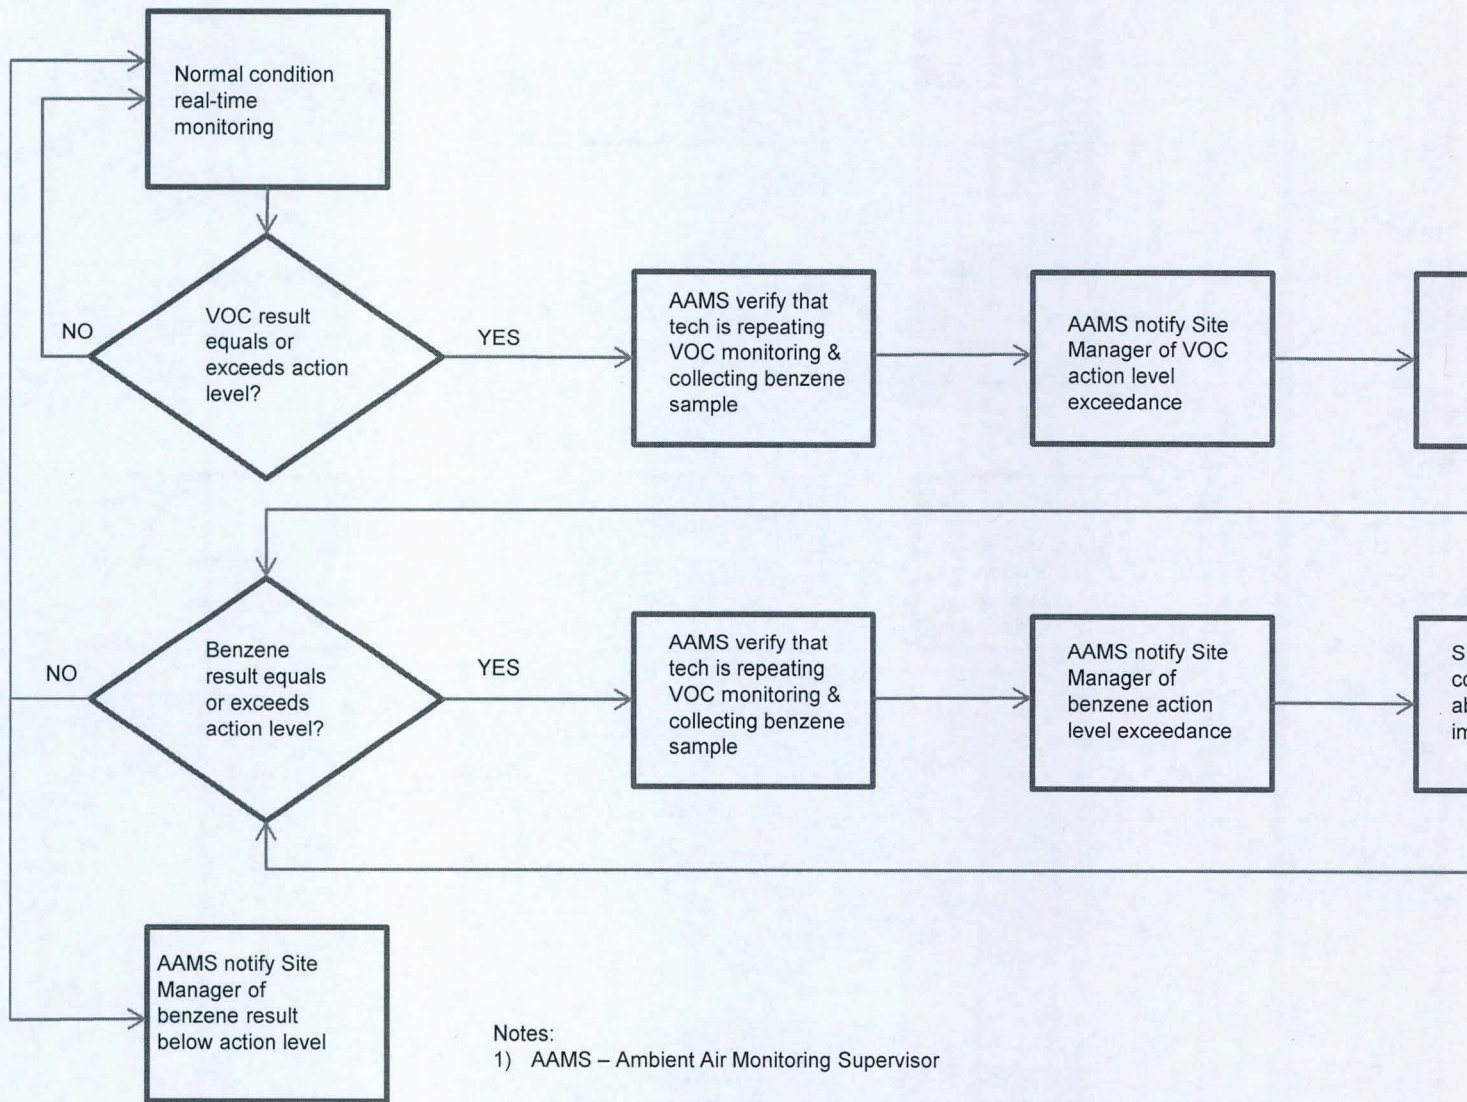 Normal condition
real-time
monitoring
VOC result
equals or
exceeds action
level?
NO
YES
AAMS verify that
tech is repeating
VOC monitoring &
collecting benzene
sample
AAMS notify Site
Manager of VOC
action level
exceedance
Benzene
result equals
or exceeds
action level?
NO
YES
AAMS verify that
tech is repeating
VOC monitoring &
collecting benzene
sample
AAMS notify Site
Manager of
benzene action
level exceedance
AAMS notify Site
Manager of
benzene result
below action level
Notes:
1) AAMS – Ambient Air Monitoring Supervisor